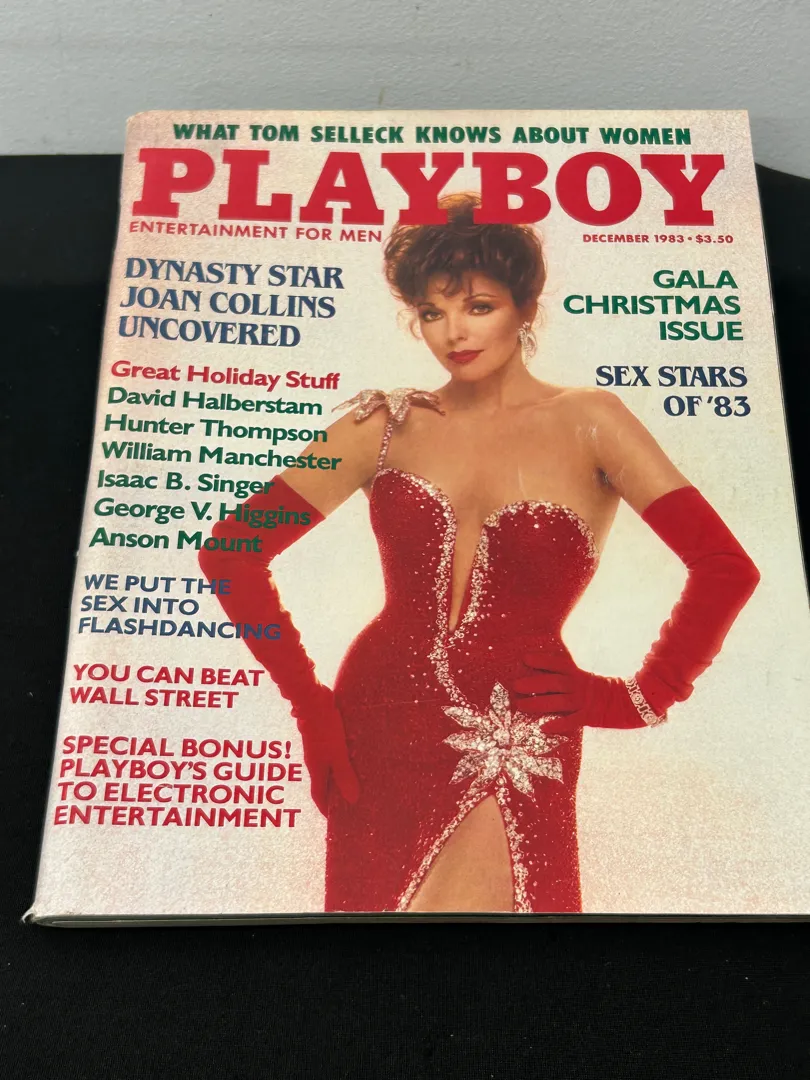 WHAT TOM SELLECK KNOWS ABOUT WOMEN
PLAYBOY
ENTERTAINMENT FOR MEN
DECEMBER 1983 • $3.50
DYNASTY STAR
JOAN COLLINS
UNCOVERED
Great Holiday Stuff
David Halberstam
Hunter Thompson
William Manchester
Isaac B. Singer
George V. Higgins
Anson Mount
WE PUT THE
SEX INTO
FLASHDANCING
YOU CAN BEAT
WALL STREET
SPECIAL BONUS!
PLAYBOY'S GUIDE
TO ELECTRONIC
ENTERTAINMENT
GALA
CHRISTMAS
ISSUE
SEX STARS
OF '83